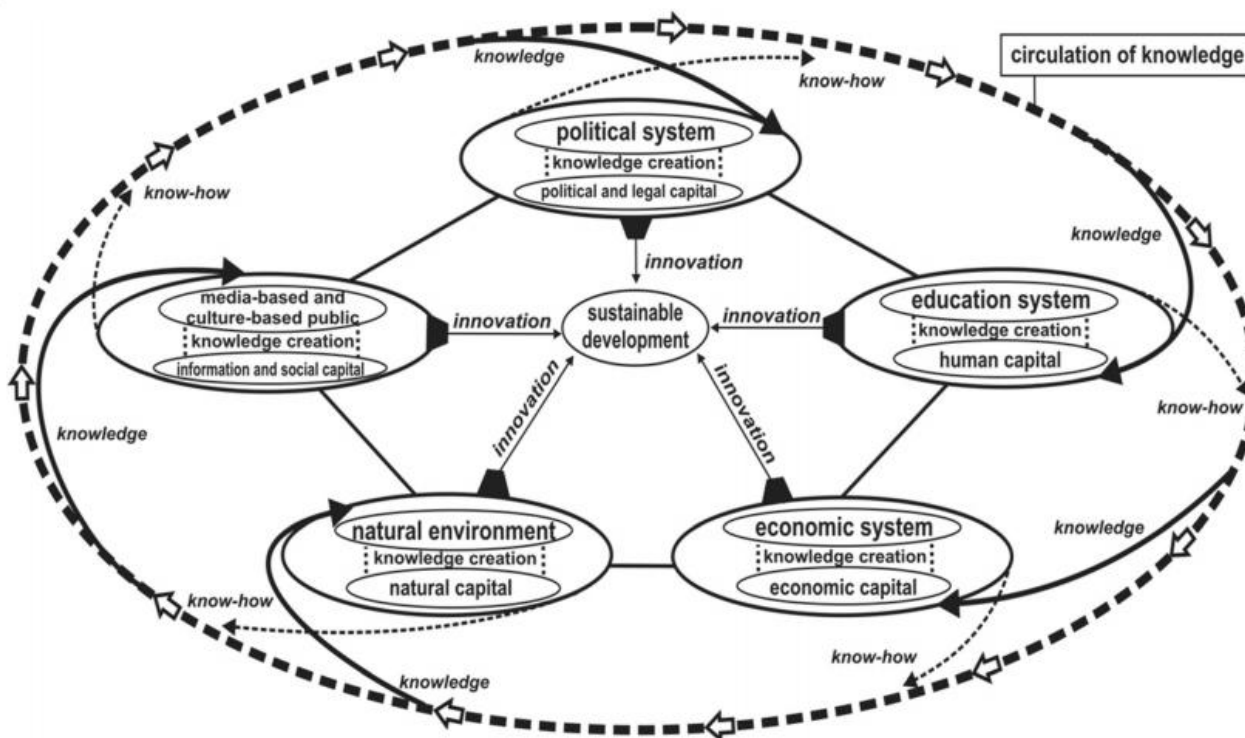 knowledge
circulation of knowledge
know-how
political system
knowledge creation
political and legal capital
know-how
knowledge
innovation
media-based and
culture-based public
knowledge creation
information and social capital
innovation
sustainable
development
innovation
education system
knowledge creation
human capital
know-how
knowledge
innovation
innovation
knowledge
natural environment
knowledge creation
natural capital
economic system
knowledge creation
economic capital
know-how
know-how
knowledge